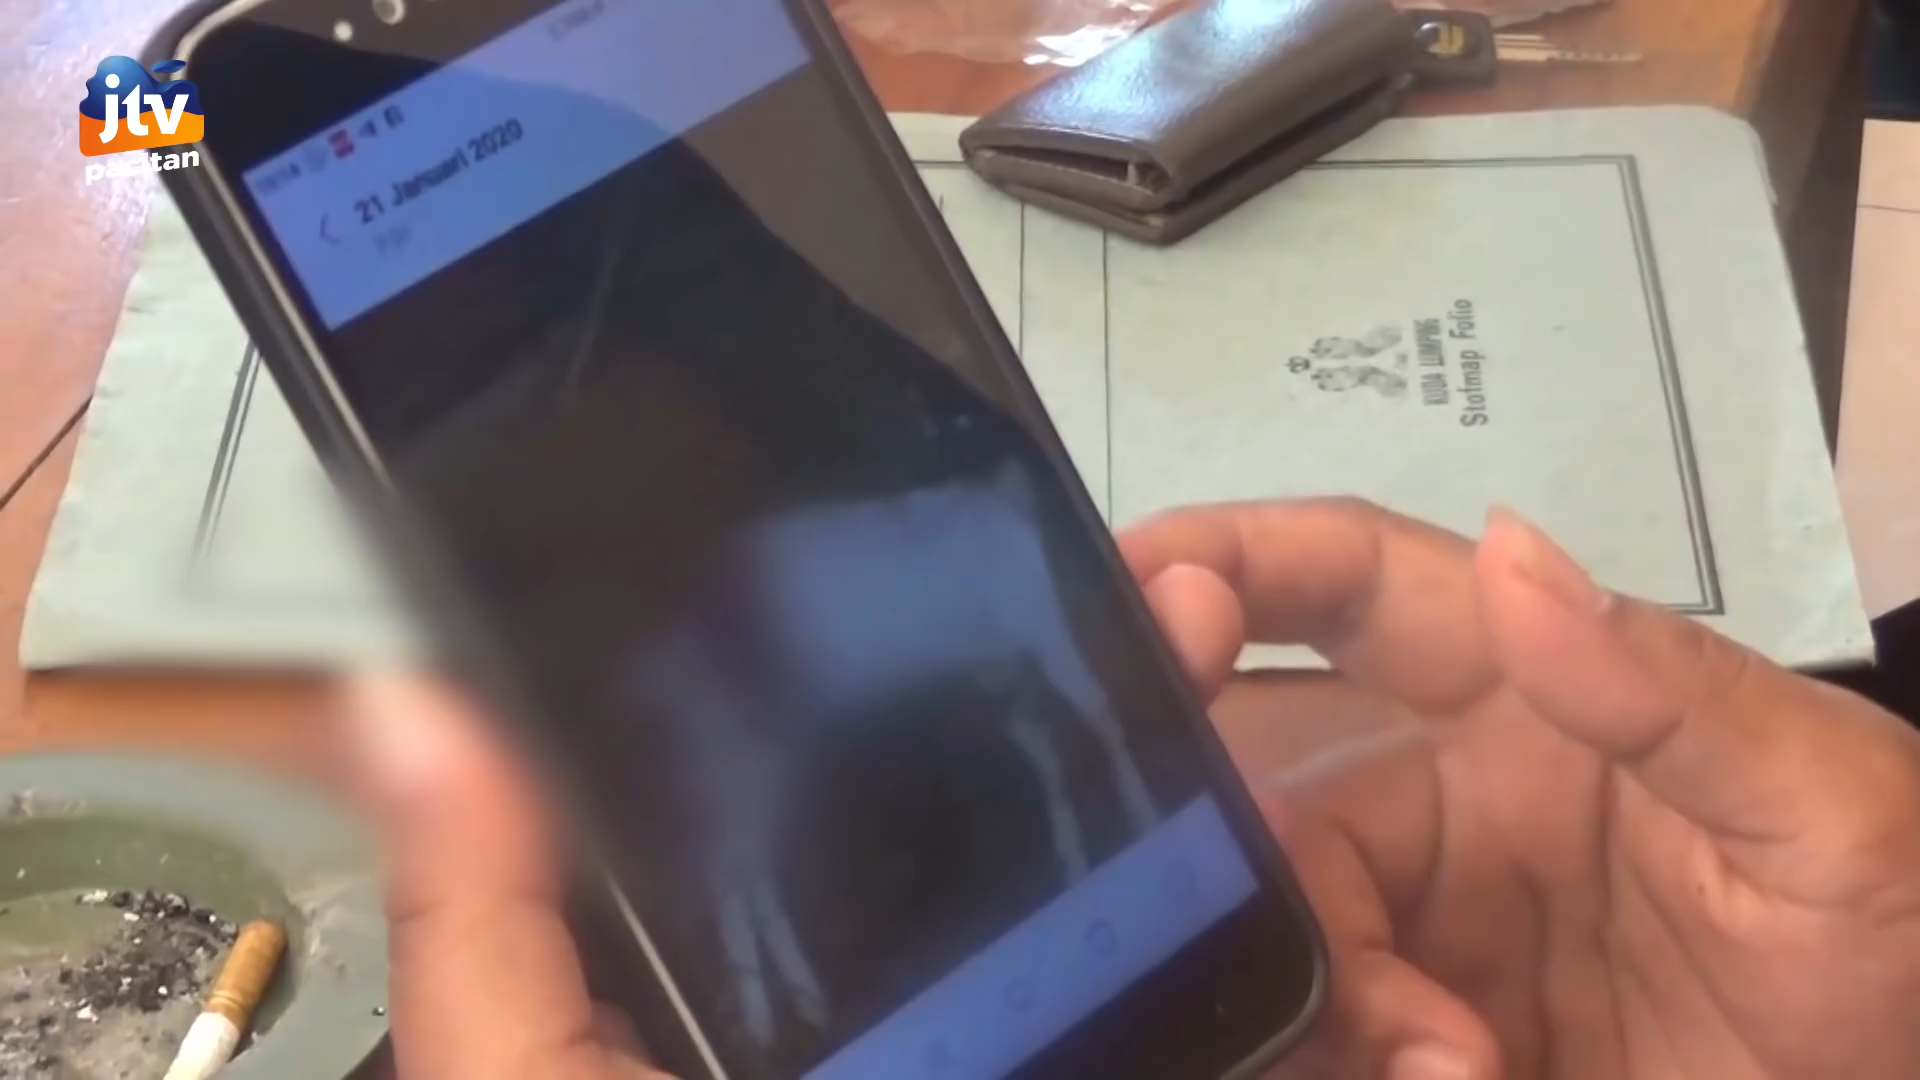 jtv
pacitan
21 Januari 2020
KUDA LUMPING
Stofmap Folio